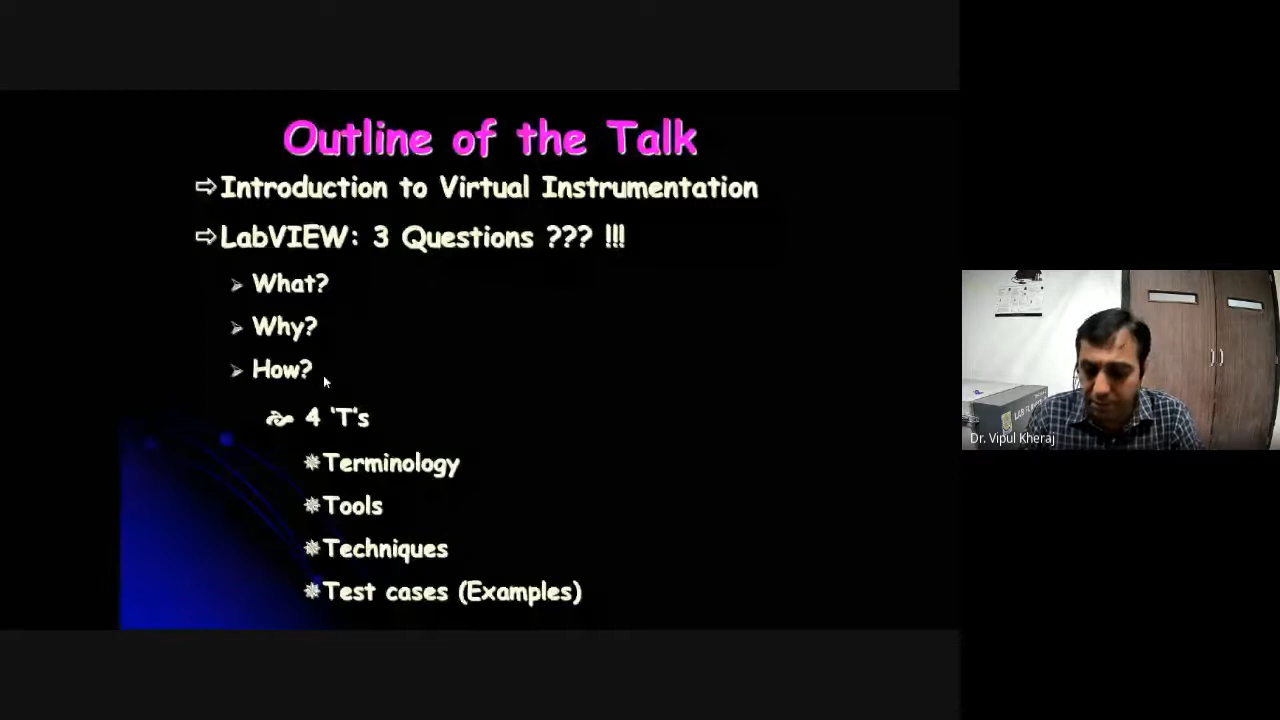 Outline of the Talk
⇨Introduction to Virtual Instrumentation
⇨LabVIEW: 3 Questions ??? !!!
➢ What?
➢ Why?
➢ How?
4 'T's
Terminology
Tools
Techniques
Test cases (Examples)
Dr. Vipul Kheraj